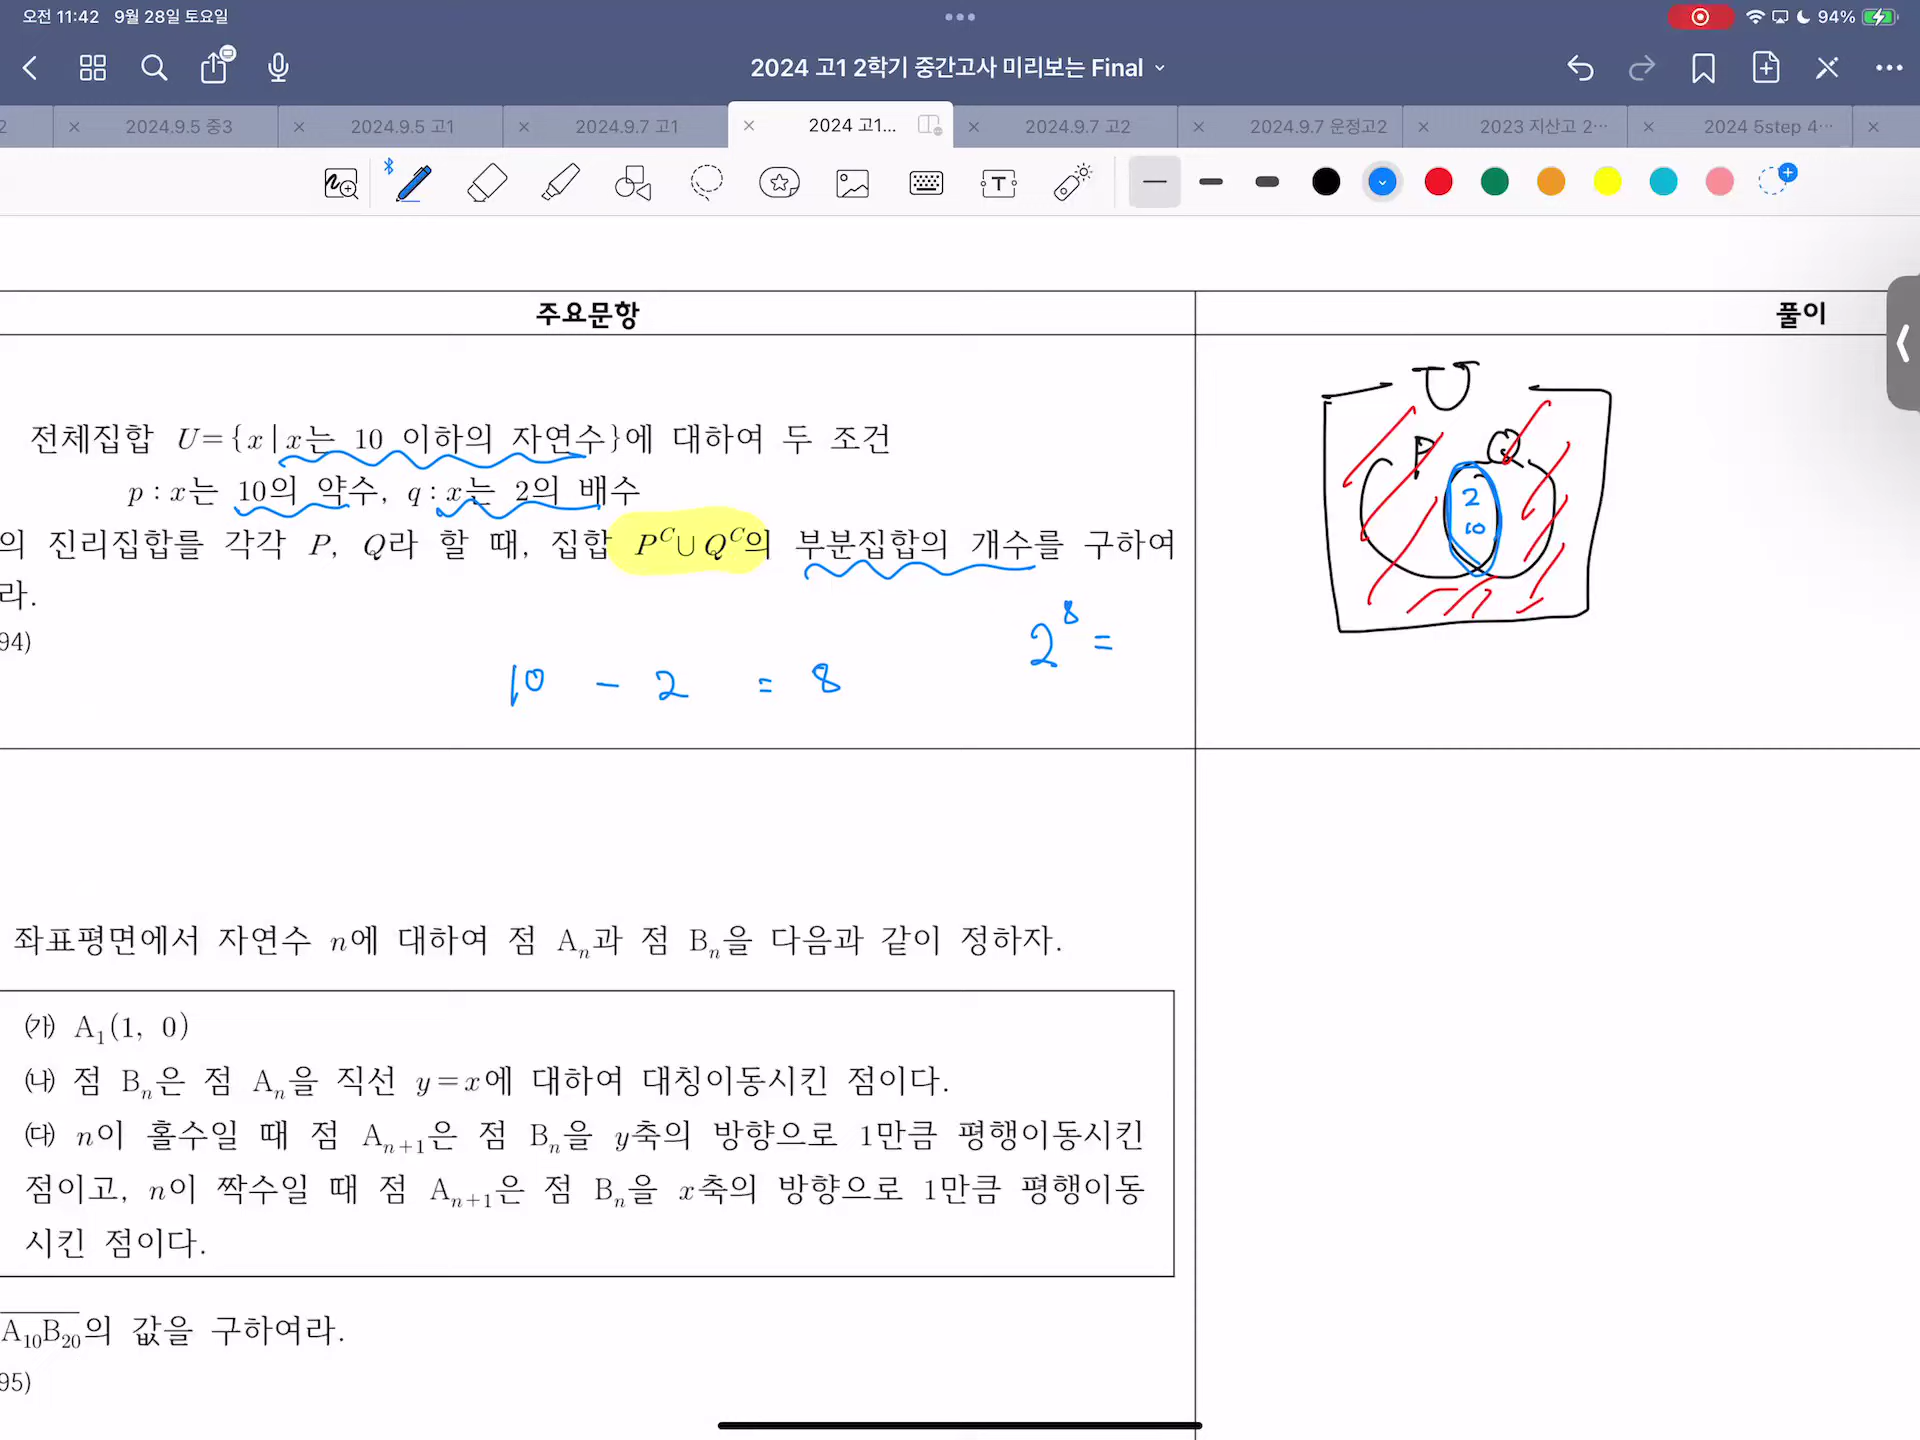 오전 11:42 9월 28일 토요일
94%
2024 고1 2학기 중간고사 미리보는 Final
2 2024.9.5 중3 2024.9.5 고1 2024.9.7 고1 2024 고1... 2024.9.7 고2 2024.9.7 운정고2 2023 지산고 2... 2024 5step 4...
주요문항 풀이
전체집합 U={x|x는 10 이하의 자연수}에 대하여 두 조건
p : x는 10의 약수, q : x는 2의 배수
의 진리집합를 각각 P, Q라 할 때, 집합 P^C∪Q^C의 부분집합의 개수를 구하여
라.
94)
10 - 2 = 8
2^8 =
U
P Q
2
10
좌표평면에서 자연수 n에 대하여 점 A_n과 점 B_n을 다음과 같이 정하자.
㈎ A_1(1, 0)
㈏ 점 B_n은 점 A_n을 직선 y=x에 대하여 대칭이동시킨 점이다.
㈐ n이 홀수일 때 점 A_{n+1}은 점 B_n을 y축의 방향으로 1만큼 평행이동시킨
점이고, n이 짝수일 때 점 A_{n+1}은 점 B_n을 x축의 방향으로 1만큼 평행이동
시킨 점이다.
A_10B_20의 값을 구하여라.
95)